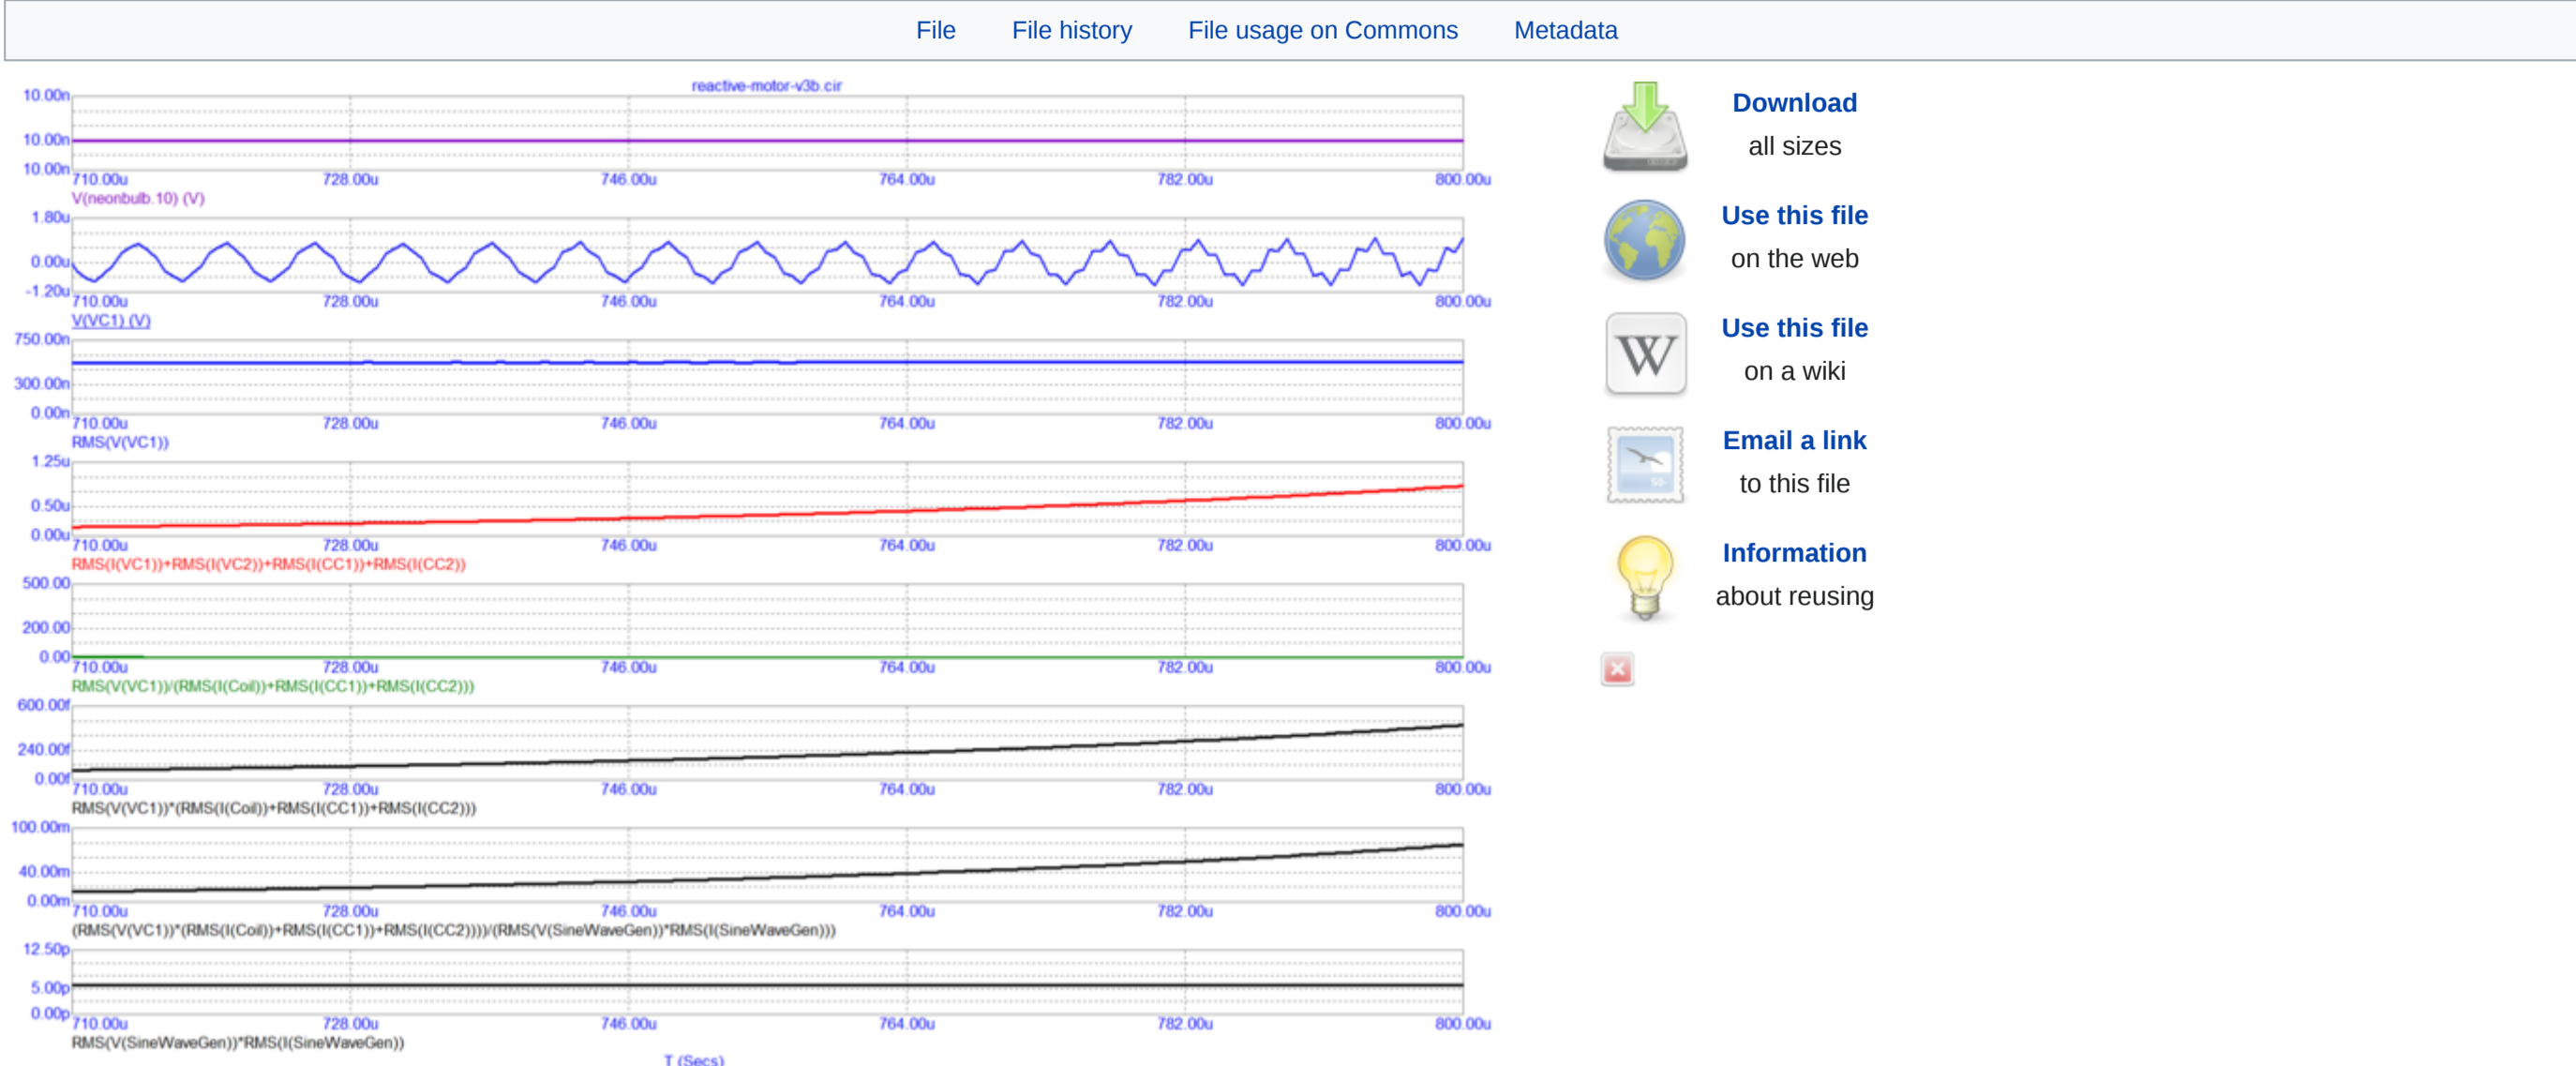 File File history File usage on Commons Metadata
reactive-motor-v3b.cir
10.00n
10.00n
10.00n
710.00u 728.00u 746.00u 764.00u 782.00u 800.00u
V(neonbulb.10) (V)
1.80u
0.00u
-1.20u
710.00u 728.00u 746.00u 764.00u 782.00u 800.00u
V(VC1) (V)
750.00n
300.00n
0.00n
710.00u 728.00u 746.00u 764.00u 782.00u 800.00u
RMS(V(VC1))
1.25u
0.50u
0.00u
710.00u 728.00u 746.00u 764.00u 782.00u 800.00u
RMS(I(VC1))+RMS(I(VC2))+RMS(I(CC1))+RMS(I(CC2))
500.00
200.00
0.00
710.00u 728.00u 746.00u 764.00u 782.00u 800.00u
RMS(V(VC1))/(RMS(I(Coil))+RMS(I(CC1))+RMS(I(CC2)))
600.00f
240.00f
0.00f
710.00u 728.00u 746.00u 764.00u 782.00u 800.00u
RMS(V(VC1))*(RMS(I(Coil))+RMS(I(CC1))+RMS(I(CC2)))
100.00m
40.00m
0.00m
710.00u 728.00u 746.00u 764.00u 782.00u 800.00u
(RMS(V(VC1))*(RMS(I(Coil))+RMS(I(CC1))+RMS(I(CC2))))/(RMS(V(SineWaveGen))*RMS(I(SineWaveGen)))
12.50p
5.00p
0.00p
710.00u 728.00u 746.00u 764.00u 782.00u 800.00u
RMS(V(SineWaveGen))*RMS(I(SineWaveGen))
T (Secs)
Download
all sizes
Use this file
on the web
W
Use this file
on a wiki
Email a link
to this file
Information
about reusing